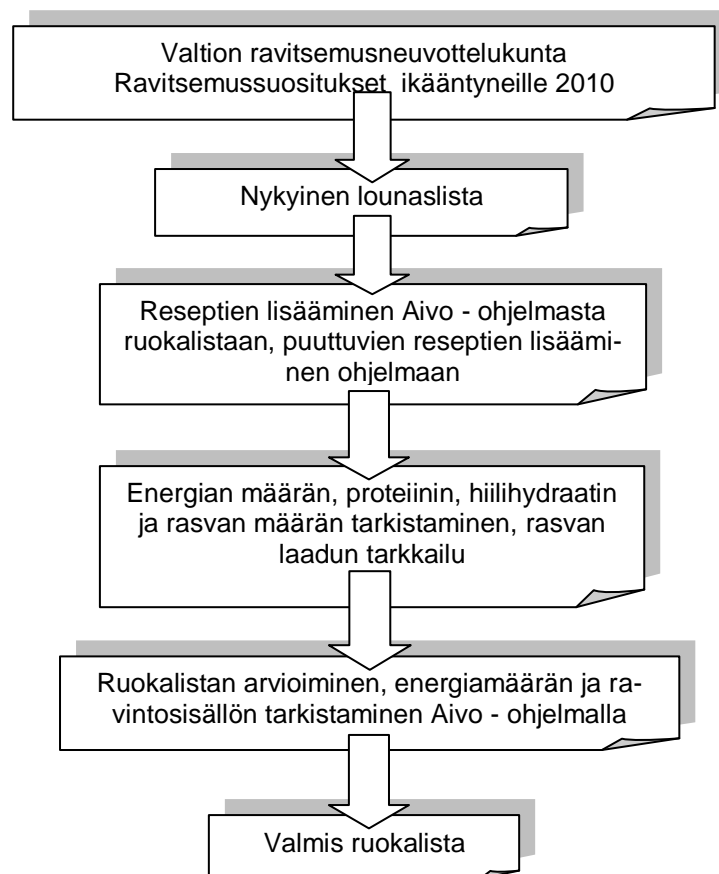 Valtion ravitsemusneuvottelukunta
Ravitsemussuositukset ikääntyneille 2010
Nykyinen lounaslista
Reseptien lisääminen Aivo - ohjelmasta
ruokalistaan, puuttuvien reseptien lisäämi-
nen ohjelmaan
Energian määrän, proteiinin, hiilihydraatin
ja rasvan määrän tarkistaminen, rasvan
laadun tarkkailu
Ruokalistan arvioiminen, energiamäärän ja ra-
vintosisällön tarkistaminen Aivo - ohjelmalla
Valmis ruokalista